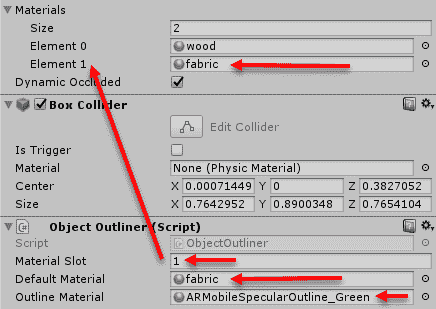 Materials
Size 2
Element 0 wood
Element 1 fabric
Dynamic Occluded
Box Collider
Edit Collider
Is Trigger
Material None (Physic Material)
Center X 0.00071449 Y 0 Z 0.3827052
Size X 0.7642952 Y 0.8900348 Z 0.7654104
Object Outliner (Script)
Script ObjectOutliner
Material Slot 1
Default Material fabric
Outline Material ARMobileSpecularOutline_Green